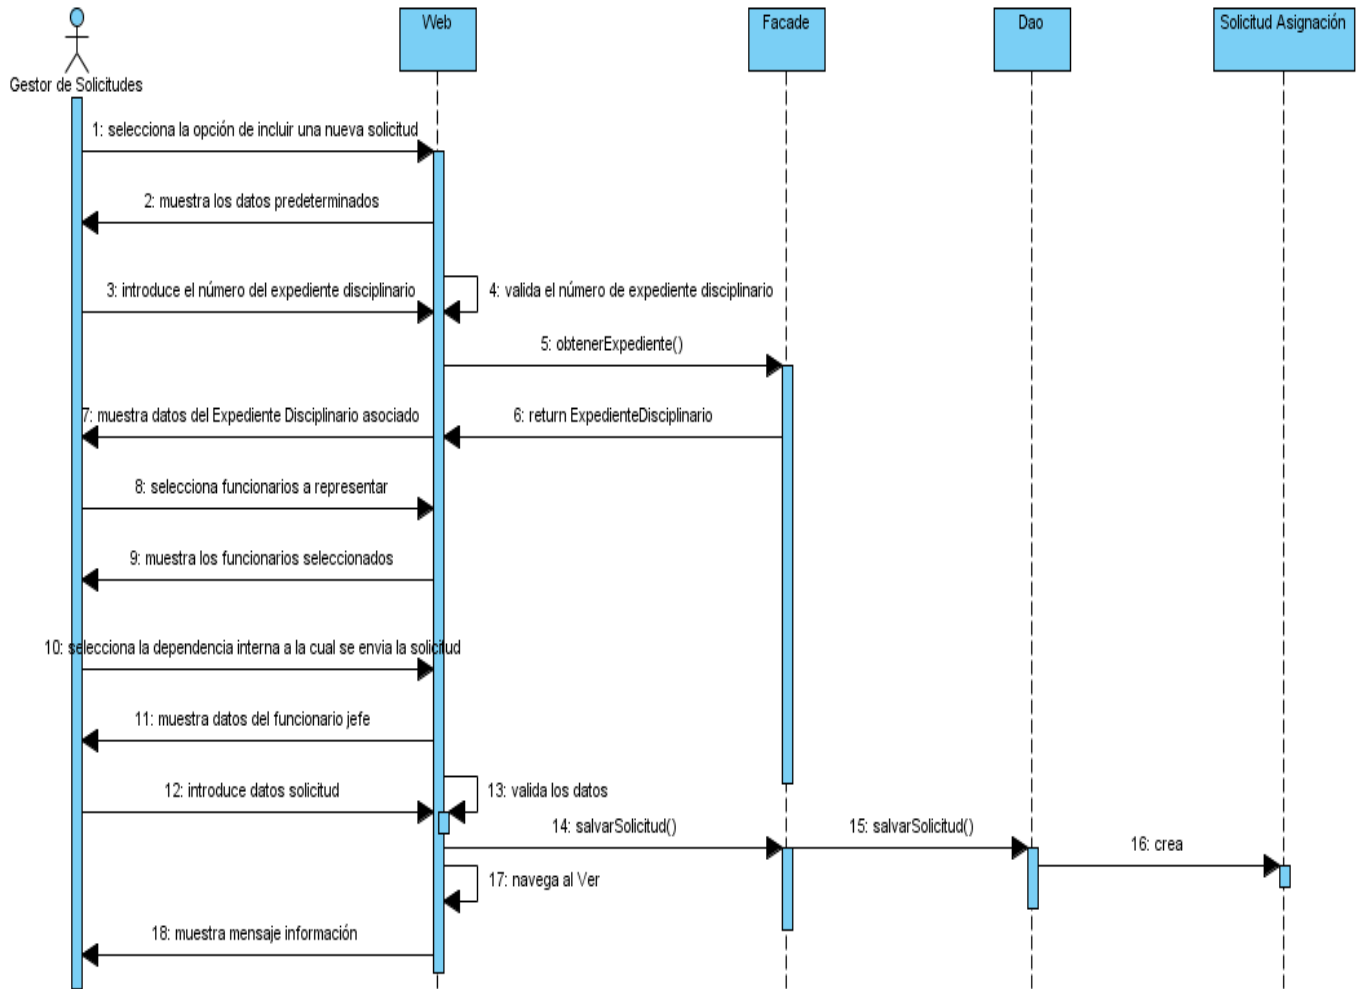 Web
Facade
Dao
Solicitud Asignación
Gestor de Solicitudes
1: selecciona la opción de incluir una nueva solicitud
2: muestra los datos predeterminados
3: introduce el número del expediente disciplinario
4: valida el número de expediente disciplinario
5: obtenerExpediente()
6: return ExpedienteDisciplinario
7: muestra datos del Expediente Disciplinario asociado
8: selecciona funcionarios a representar
9: muestra los funcionarios seleccionados
10: selecciona la dependencia interna a la cual se envia la solicitud
11: muestra datos del funcionario jefe
12: introduce datos solicitud
13: valida los datos
14: salvarSolicitud()
15: salvarSolicitud()
16: crea
17: navega al Ver
18: muestra mensaje información